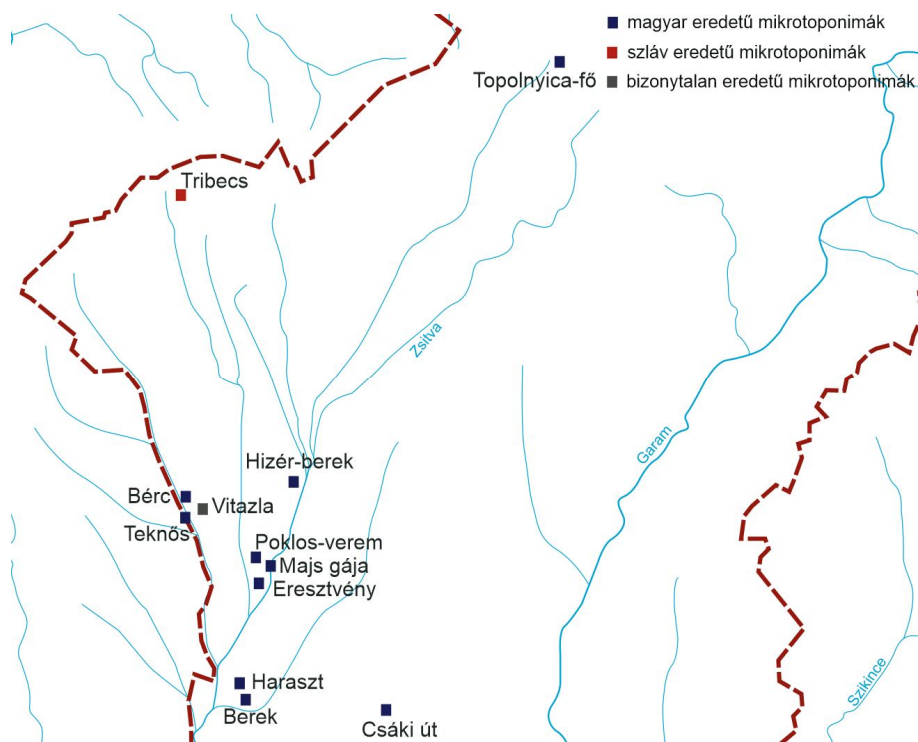 magyar eredetű mikrotoponimák
szláv eredetű mikrotoponimák
bizonytalan eredetű mikrotoponimák
Topolnyica-fő
Tribecs
Zsitva
Garam
Hizér-berek
Bérc
Vitazla
Teknős
Poklos-verem
Majs gája
Eresztvény
Haraszt
Berek
Csáki út
Szikince